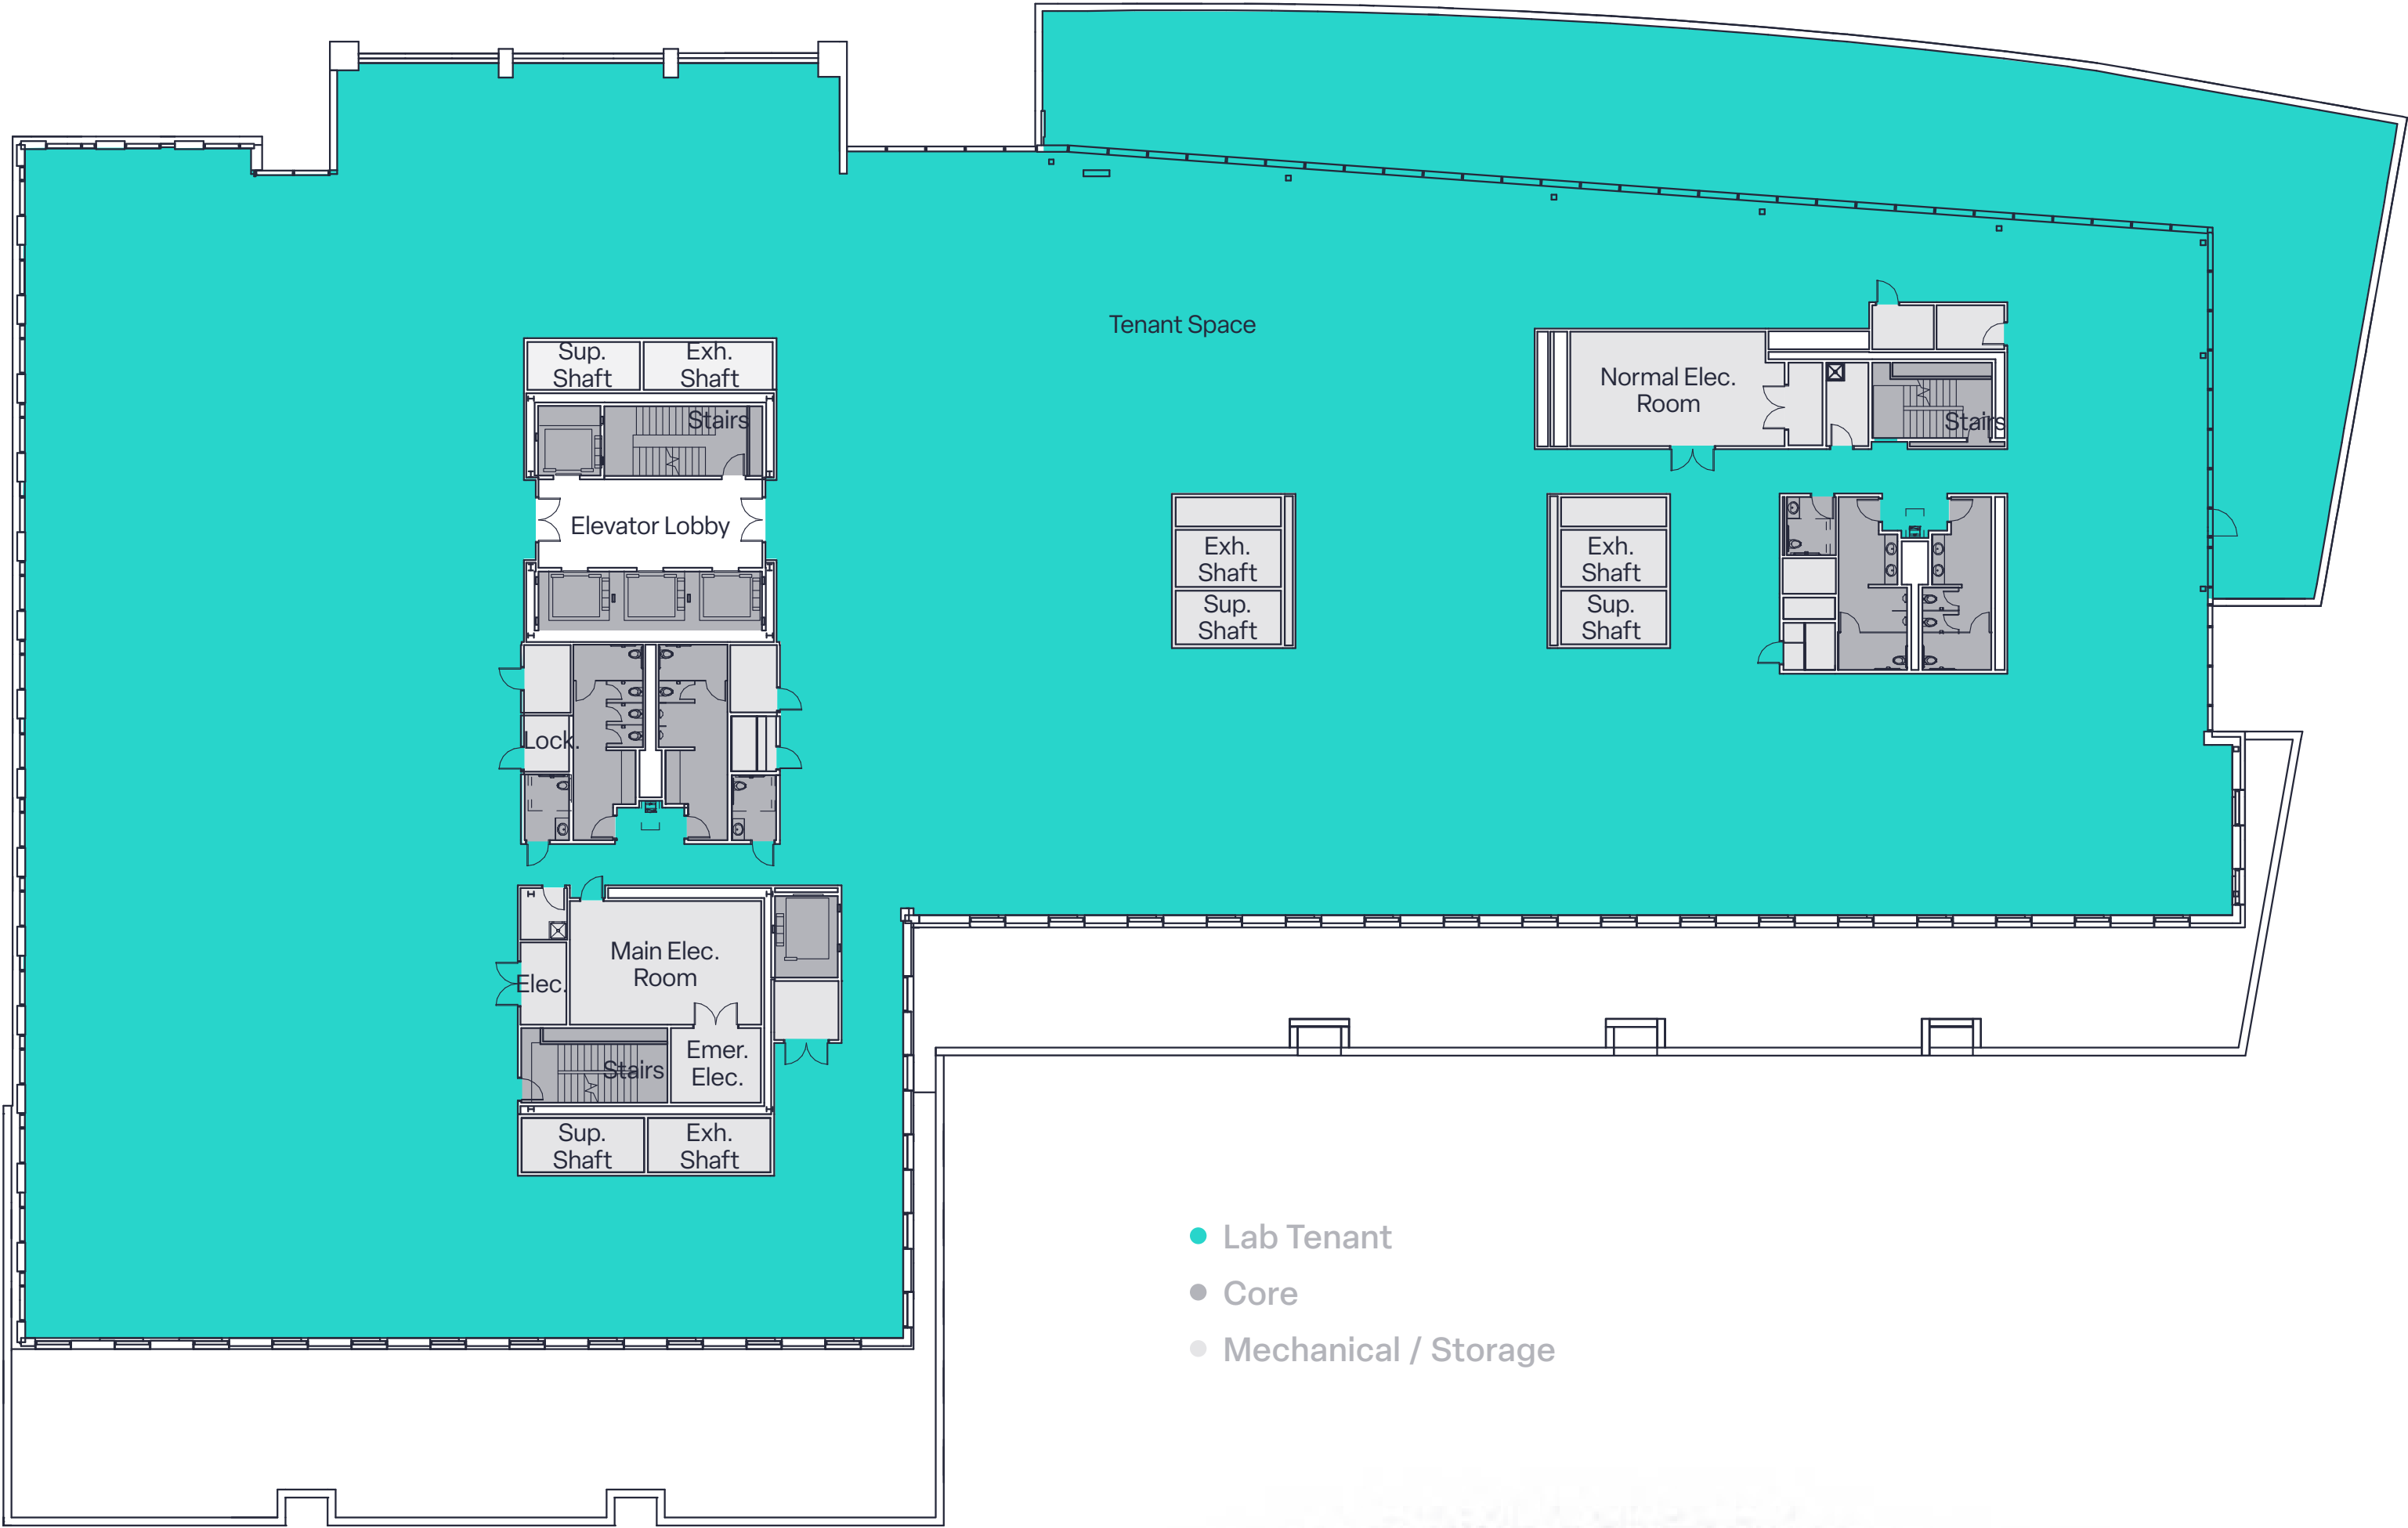 Tenant Space
Sup.
Shaft
Exh.
Shaft
Stairs
Elevator Lobby
Lock.
Normal Elec.
Room
Stairs
Exh.
Shaft
Sup.
Shaft
Exh.
Shaft
Sup.
Shaft
Main Elec.
Room
Elec.
Stairs
Emer.
Elec.
Sup.
Shaft
Exh.
Shaft
Lab Tenant
Core
Mechanical / Storage